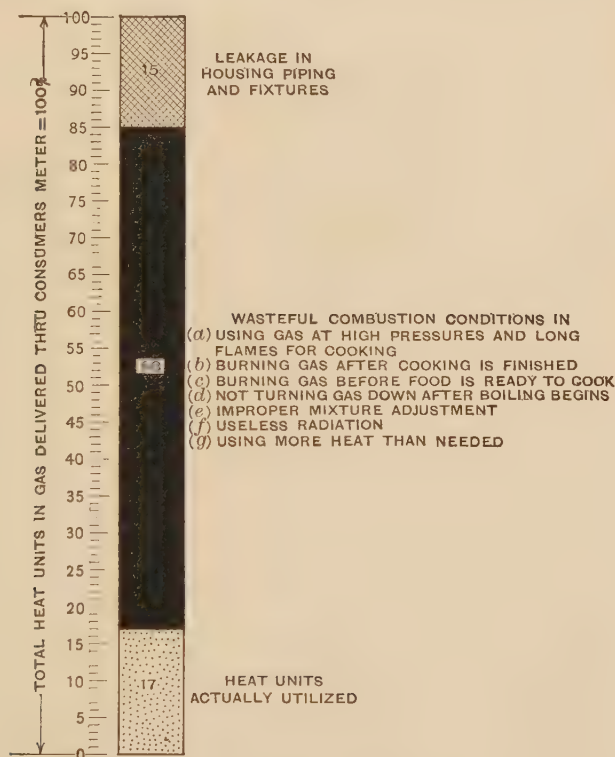 TOTAL HEAT UNITS IN GAS DELIVERED THRU CONSUMERS METER = 100%
100
95
90
85
80
75
70
65
60
55
50
45
40
35
30
25
20
15
10
5
0
15
68
17
LEAKAGE IN
HOUSING PIPING
AND FIXTURES
WASTEFUL COMBUSTION CONDITIONS IN
(a) USING GAS AT HIGH PRESSURES AND LONG
FLAMES FOR COOKING
(b) BURNING GAS AFTER COOKING IS FINISHED
(c) BURNING GAS BEFORE FOOD IS READY TO COOK
(d) NOT TURNING GAS DOWN AFTER BOILING BEGINS
(e) IMPROPER MIXTURE ADJUSTMENT
(f) USELESS RADIATION
(g) USING MORE HEAT THAN NEEDED
HEAT UNITS
ACTUALLY UTILIZED